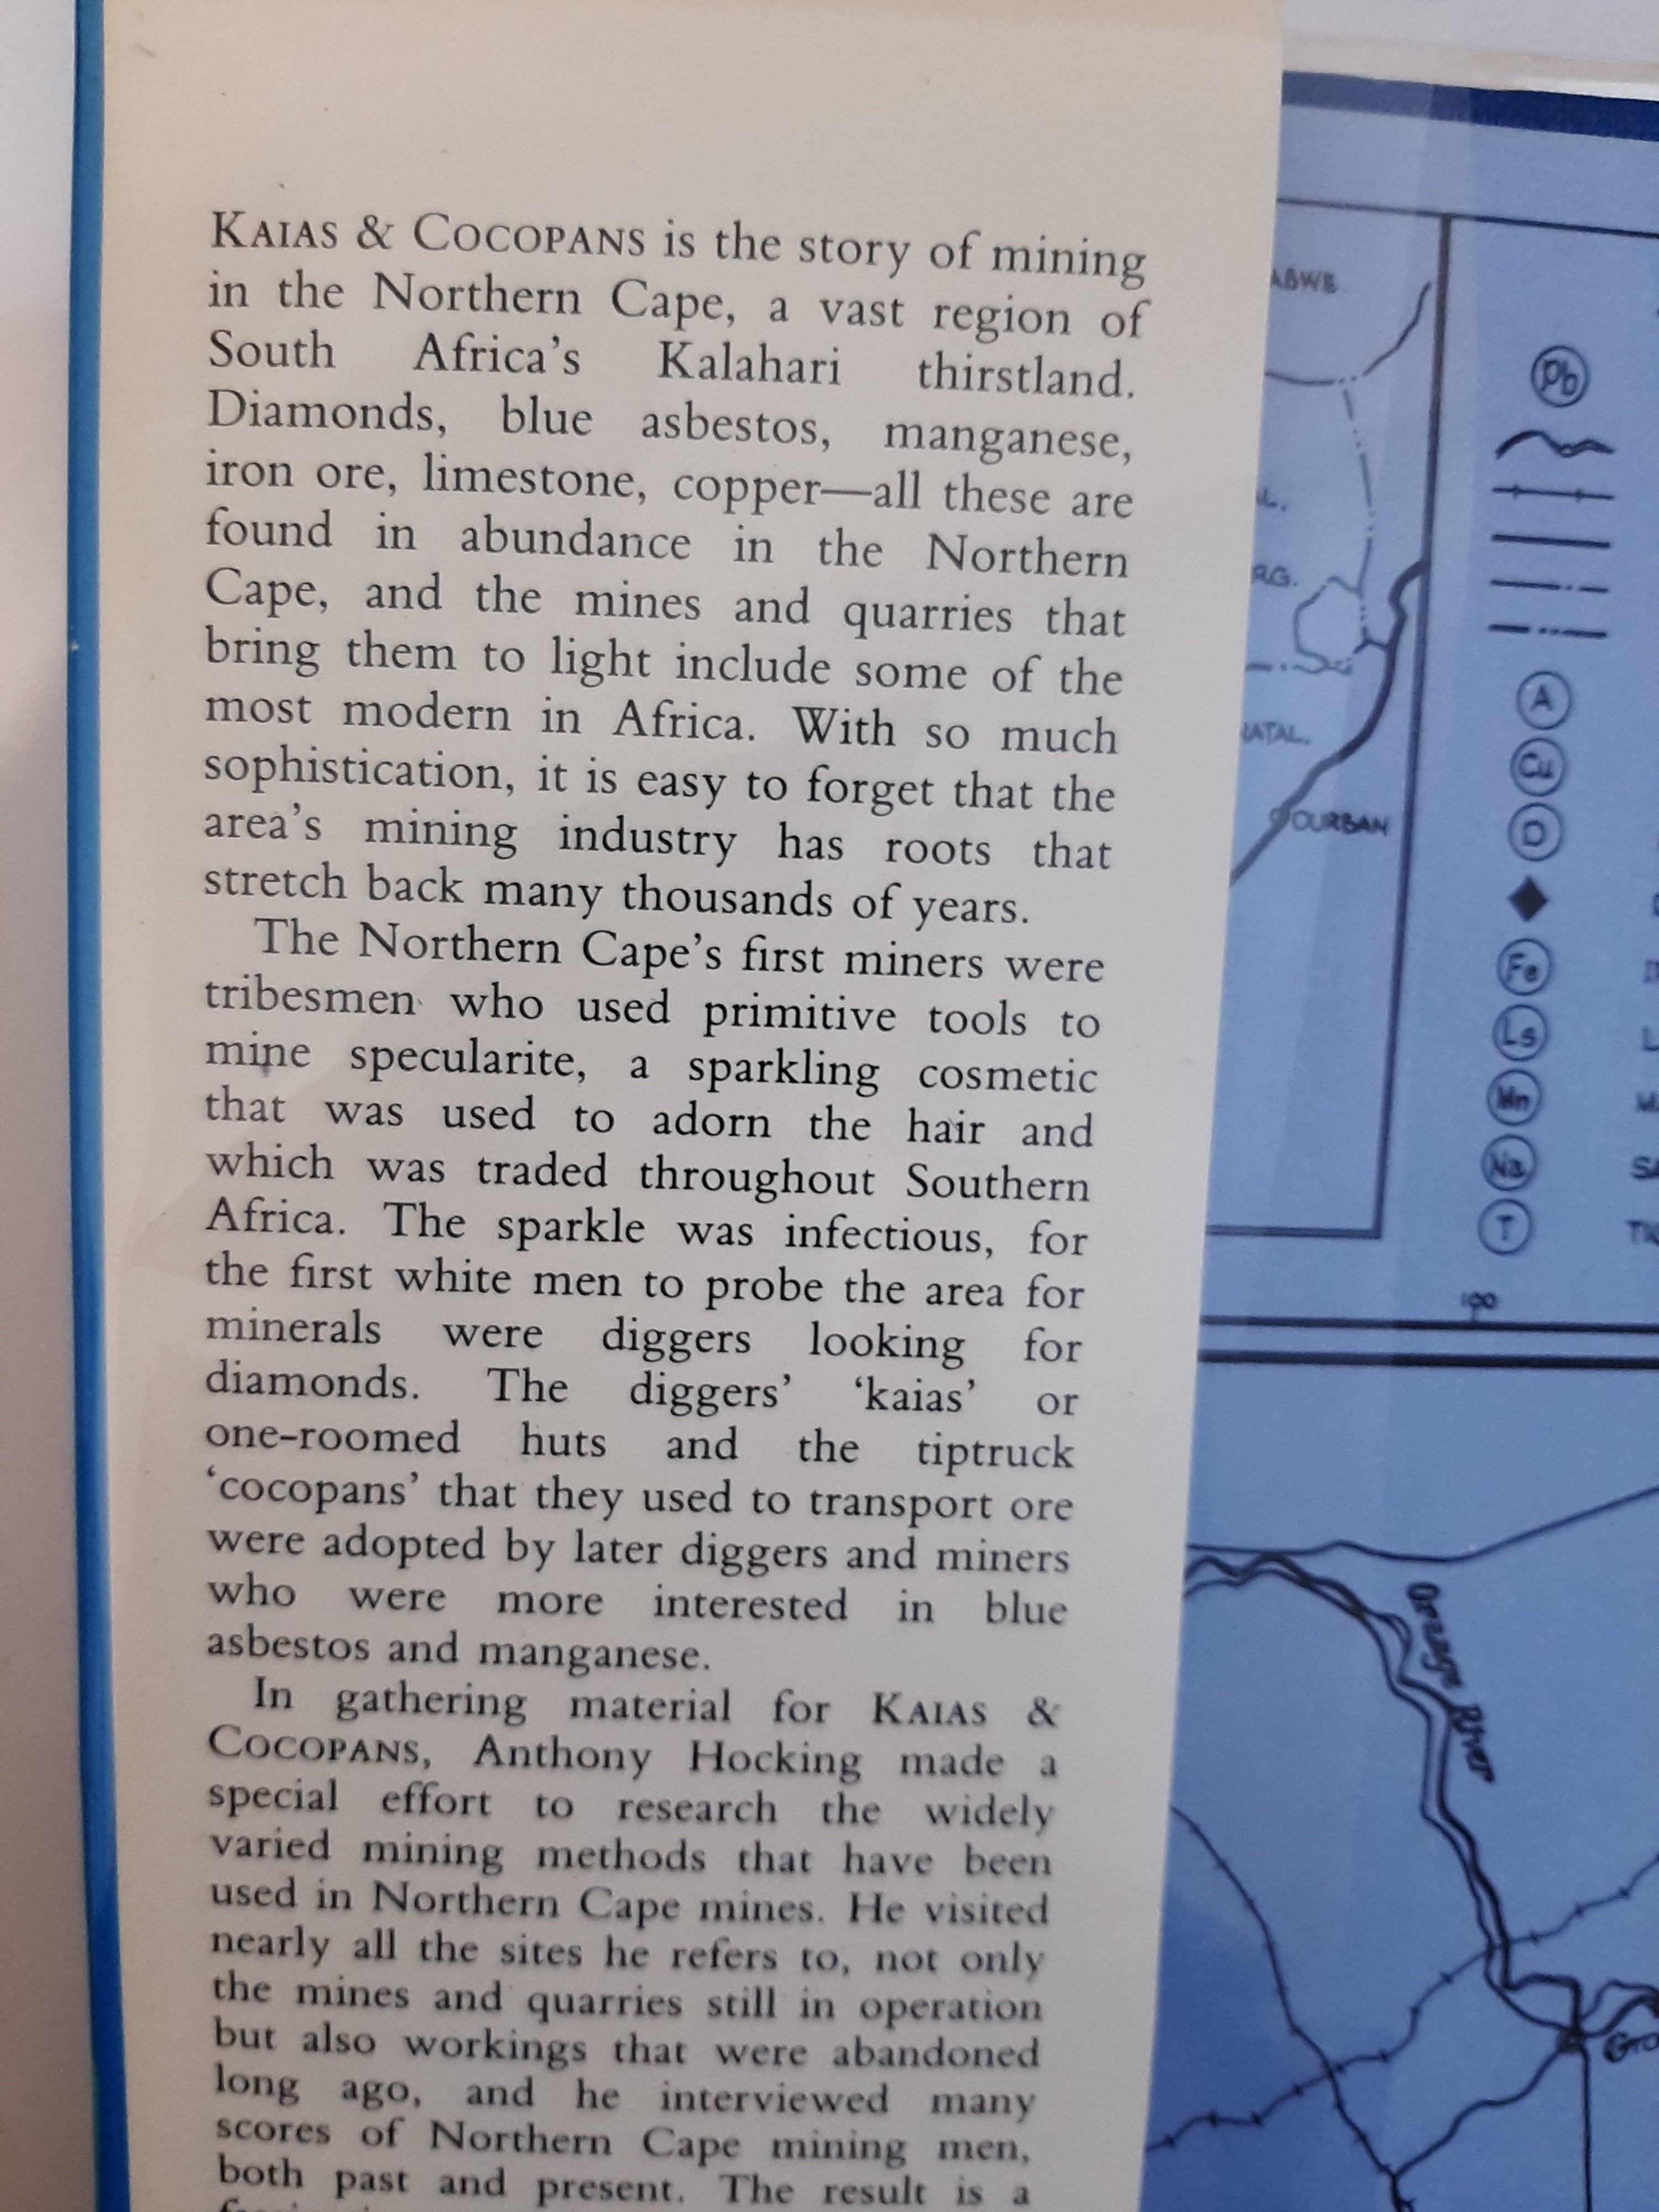 KAIAS & COCOPANS is the story of mining
in the Northern Cape, a vast region of
South Africa's Kalahari thirstland.
Diamonds, blue asbestos, manganese,
iron ore, limestone, copper—all these are
found in abundance in the Northern
Cape, and the mines and quarries that
bring them to light include some of the
most modern in Africa. With so much
sophistication, it is easy to forget that the
area's mining industry has roots that
stretch back many thousands of years.
The Northern Cape's first miners were
tribesmen who used primitive tools to
mine specularite, a sparkling cosmetic
that was used to adorn the hair and
which was traded throughout Southern
Africa. The sparkle was infectious, for
the first white men to probe the area for
minerals were diggers looking for
diamonds. The diggers' 'kaias' or
one-roomed huts and the tiptruck
'cocopans' that they used to transport ore
were adopted by later diggers and miners
who were more interested in blue
asbestos and manganese.
In gathering material for KAIAS &
COCOPANS, Anthony Hocking made a
special effort to research the widely
varied mining methods that have been
used in Northern Cape mines. He visited
nearly all the sites he refers to, not only
the mines and quarries still in operation
but also workings that were abandoned
long ago, and he interviewed many
scores of Northern Cape mining men,
both past and present. The result is a
ABWE
AL.
RG.
NATAL.
DURBAN
Pb
A
Cu
D
Fe
Ls
Mn
Na
T
100
Orange River
Gro